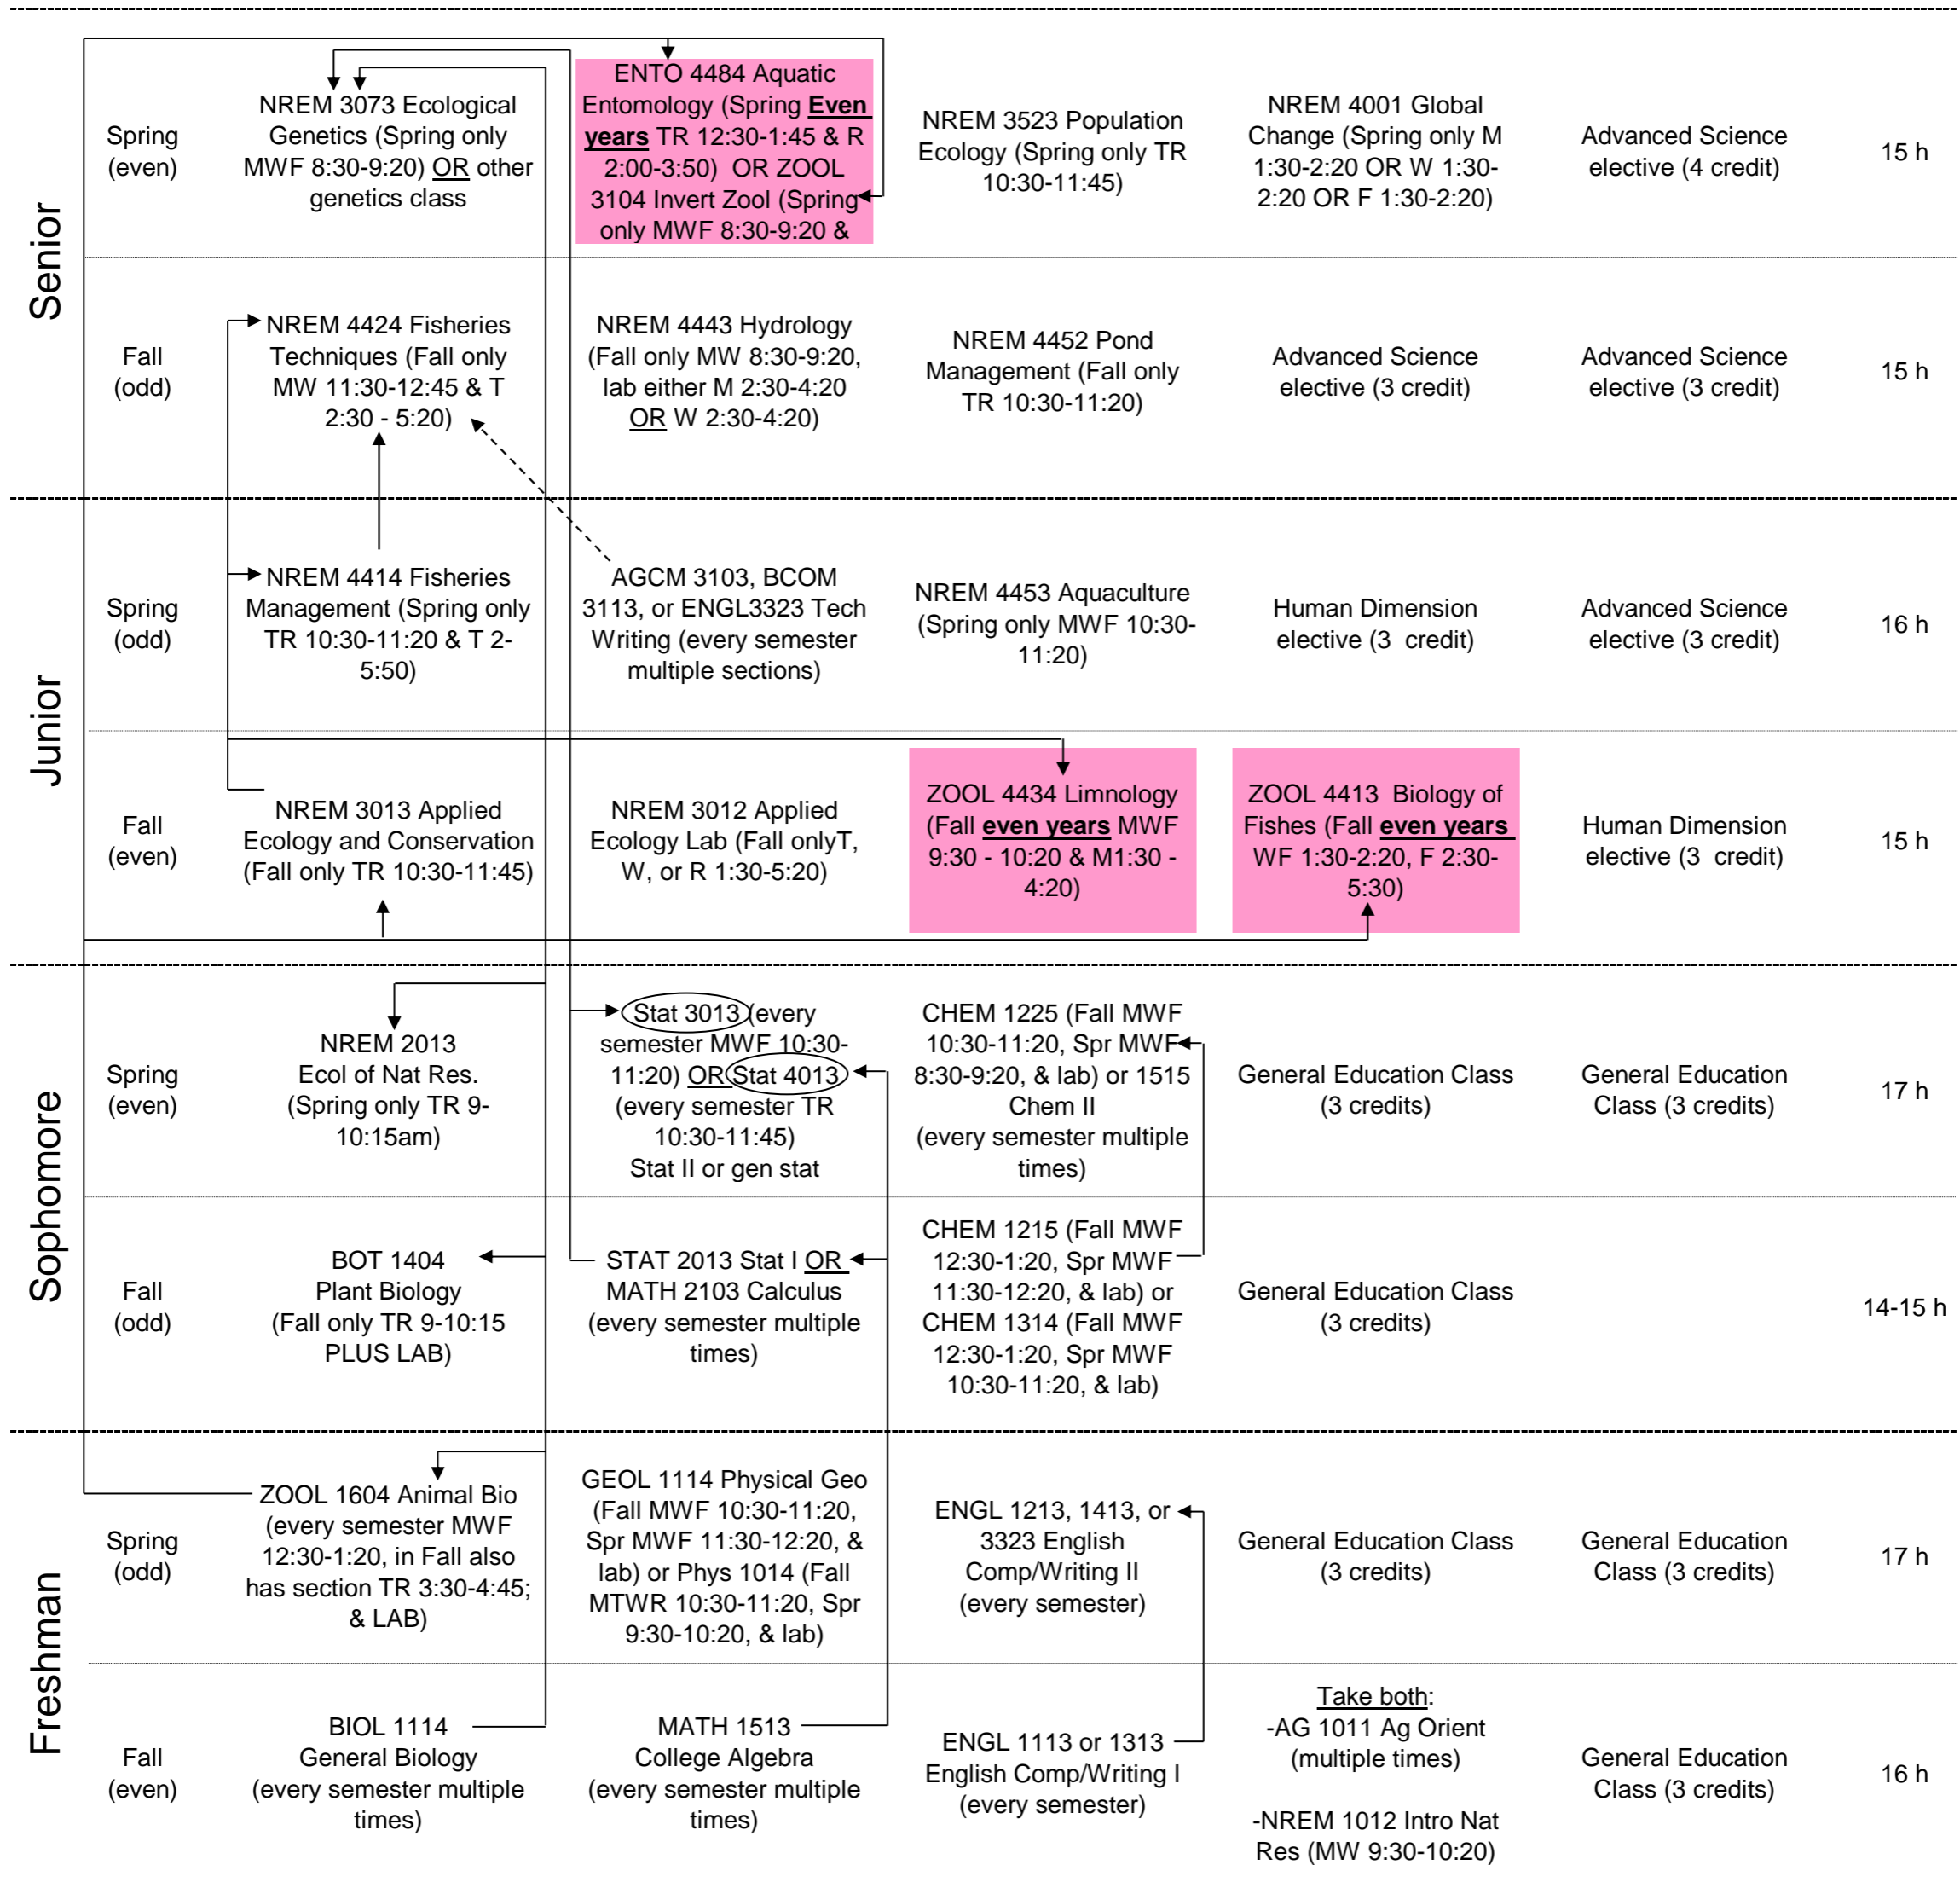 Senior
Spring
(even)
NREM 3073 Ecological
Genetics (Spring only
MWF 8:30-9:20) OR other
genetics class
ENTO 4484 Aquatic
Entomology (Spring Even
years TR 12:30-1:45 & R
2:00-3:50)  OR ZOOL
3104 Invert Zool (Spring
only MWF 8:30-9:20 &
NREM 3523 Population
Ecology (Spring only TR
10:30-11:45)
NREM 4001 Global
Change (Spring only M
1:30-2:20 OR W 1:30-
2:20 OR F 1:30-2:20)
Advanced Science
elective (4 credit)
15 h
Fall
(odd)
NREM 4424 Fisheries
Techniques (Fall only
MW 11:30-12:45 & T
2:30 - 5:20)
NREM 4443 Hydrology
(Fall only MW 8:30-9:20,
lab either M 2:30-4:20
OR W 2:30-4:20)
NREM 4452 Pond
Management (Fall only
TR 10:30-11:20)
Advanced Science
elective (3 credit)
Advanced Science
elective (3 credit)
15 h
Junior
Spring
(odd)
NREM 4414 Fisheries
Management (Spring only
TR 10:30-11:20 & T 2-
5:50)
AGCM 3103, BCOM
3113, or ENGL3323 Tech
Writing (every semester
multiple sections)
NREM 4453 Aquaculture
(Spring only MWF 10:30-
11:20)
Human Dimension
elective (3  credit)
Advanced Science
elective (3 credit)
16 h
Fall
(even)
NREM 3013 Applied
Ecology and Conservation
(Fall only TR 10:30-11:45)
NREM 3012 Applied
Ecology Lab (Fall onlyT,
W, or R 1:30-5:20)
ZOOL 4434 Limnology
(Fall even years MWF
9:30 - 10:20 & M1:30 -
4:20)
ZOOL 4413  Biology of
Fishes (Fall even years
WF 1:30-2:20, F 2:30-
5:30)
Human Dimension
elective (3  credit)
15 h
Sophomore
Spring
(even)
NREM 2013
Ecol of Nat Res.
(Spring only TR 9-
10:15am)
Stat 3013 (every
semester MWF 10:30-
11:20) OR Stat 4013
(every semester TR
10:30-11:45)
Stat II or gen stat
CHEM 1225 (Fall MWF
10:30-11:20, Spr MWF
8:30-9:20, & lab) or 1515
Chem II
(every semester multiple
times)
General Education Class
(3 credits)
General Education
Class (3 credits)
17 h
Fall
(odd)
BOT 1404
Plant Biology
(Fall only TR 9-10:15
PLUS LAB)
STAT 2013 Stat I OR
MATH 2103 Calculus
(every semester multiple
times)
CHEM 1215 (Fall MWF
12:30-1:20, Spr MWF
11:30-12:20, & lab) or
CHEM 1314 (Fall MWF
12:30-1:20, Spr MWF
10:30-11:20, & lab)
General Education Class
(3 credits)
14-15 h
Freshman
Spring
(odd)
ZOOL 1604 Animal Bio
(every semester MWF
12:30-1:20, in Fall also
has section TR 3:30-4:45;
& LAB)
GEOL 1114 Physical Geo
(Fall MWF 10:30-11:20,
Spr MWF 11:30-12:20, &
lab) or Phys 1014 (Fall
MTWR 10:30-11:20, Spr
9:30-10:20, & lab)
ENGL 1213, 1413, or
3323 English
Comp/Writing II
(every semester)
General Education Class
(3 credits)
General Education
Class (3 credits)
17 h
Fall
(even)
BIOL 1114
General Biology
(every semester multiple
times)
MATH 1513
College Algebra
(every semester multiple
times)
ENGL 1113 or 1313
English Comp/Writing I
(every semester)
Take both:
-AG 1011 Ag Orient
(multiple times)
-NREM 1012 Intro Nat
Res (MW 9:30-10:20)
General Education
Class (3 credits)
16 h